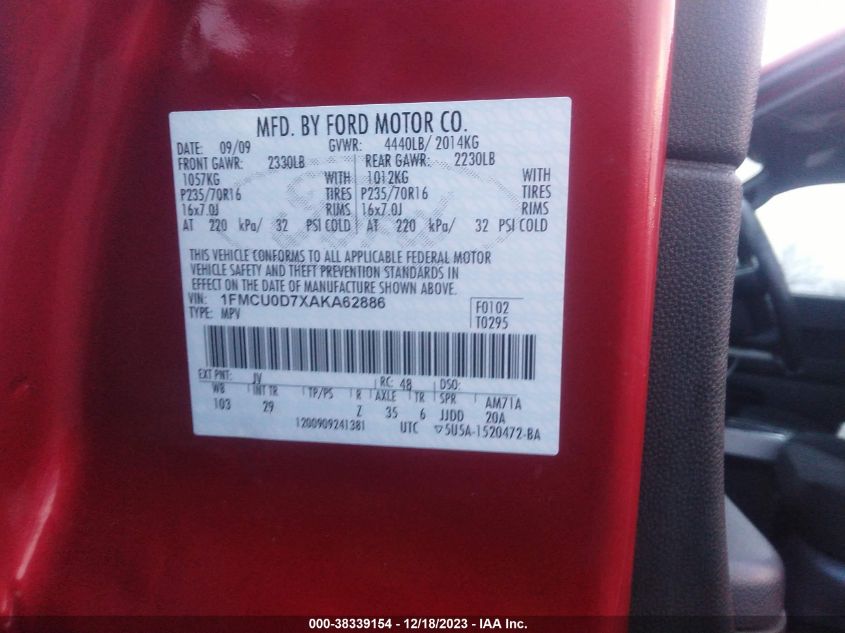 MFD. BY FORD MOTOR CO.
DATE: 09/09 GVWR: 4440LB/ 2014KG
FRONT GAWR: 2330LB REAR GAWR: 2230LB
1057KG WITH 1012KG WITH
P235/70R16 TIRES P235/70R16 TIRES
16x7.0J RIMS 16x7.0J RIMS
AT 220 kPa/ 32 PSI COLD AT 220 kPa/ 32 PSI COLD
THIS VEHICLE CONFORMS TO ALL APPLICABLE FEDERAL MOTOR
VEHICLE SAFETY AND THEFT PREVENTION STANDARDS IN
EFFECT ON THE DATE OF MANUFACTURE SHOWN ABOVE.
VIN: 1FMCU0D7XAKA62886 F0102
TYPE: MPV T0295
EXT PNT: JV RC: 48 DSO:
WB INT TR TP/PS R AXLE TR SPR AM71A
103 29 Z 35 6 JJDD 20A
1200909241381 UTC ▽5U5A-1520472-BA
000-38339154 - 12/18/2023 - IAA Inc.